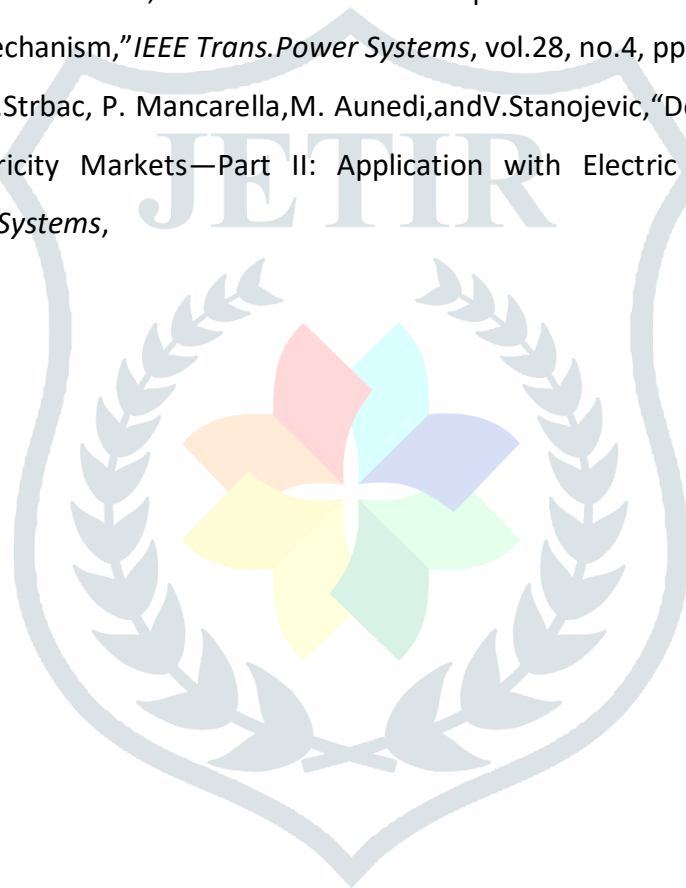 echanism,”IEEE Trans.Power Systems, vol.28, no.4, pp
.Strbac, P. Mancarella,M. Aunedi,andV.Stanojevic,“De
ricity Markets—Part II: Application with Electric
Systems,
JETIR